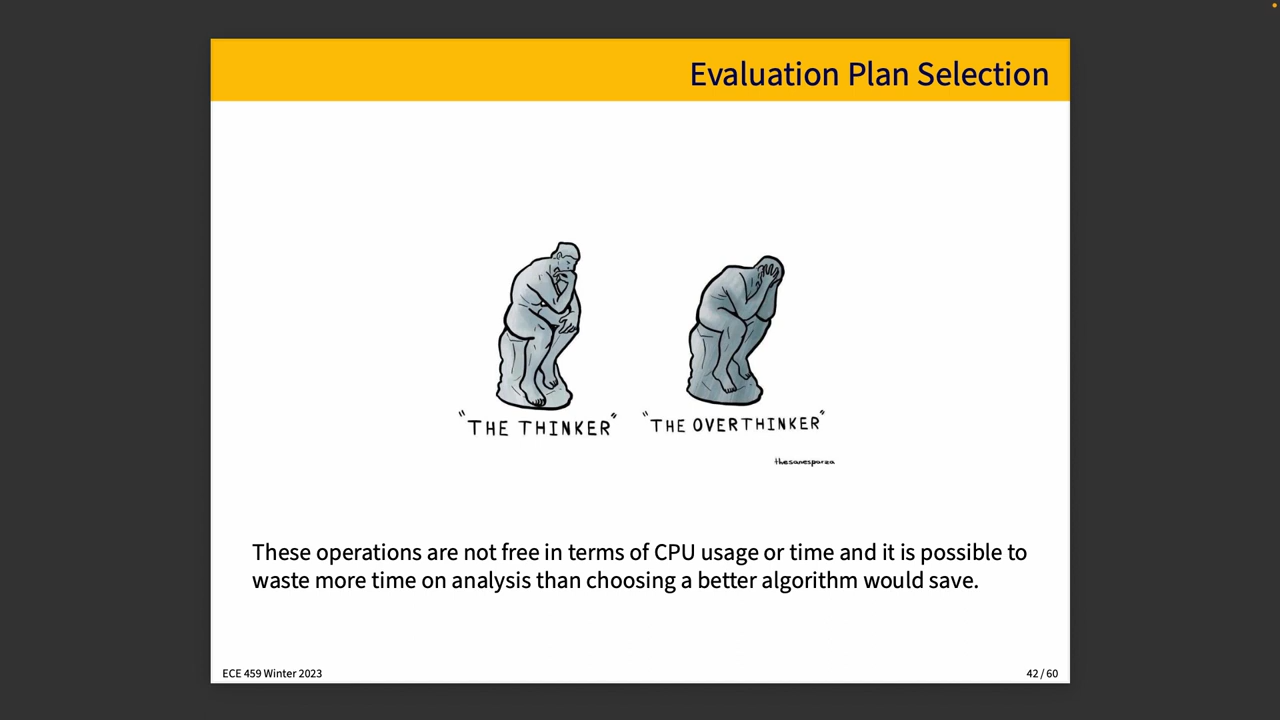 Evaluation Plan Selection
"THE THINKER" "THE OVERTHINKER"
thesanesparza
These operations are not free in terms of CPU usage or time and it is possible to
waste more time on analysis than choosing a better algorithm would save.
ECE 459 Winter 2023 42 / 60